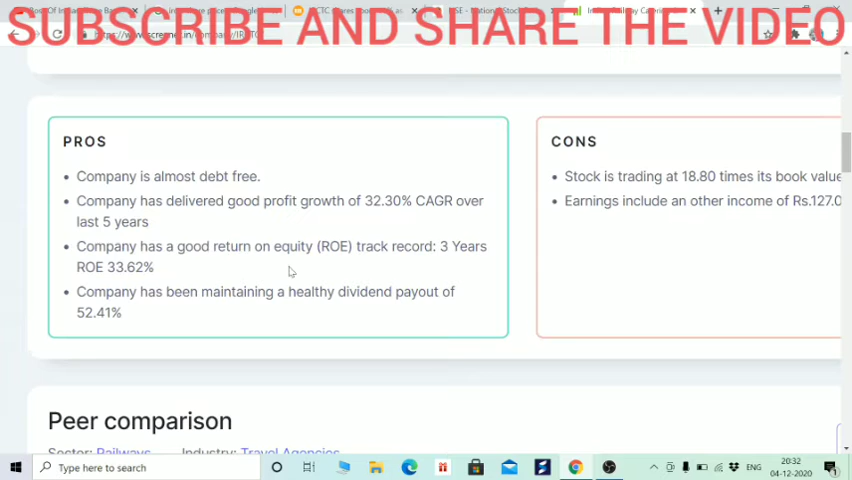 SUBSCRIBE AND SHARE THE VIDEO
PROS
• Company is almost debt free.
• Company has delivered good profit growth of 32.30% CAGR over
last 5 years
• Company has a good return on equity (ROE) track record: 3 Years
ROE 33.62%
• Company has been maintaining a healthy dividend payout of
52.41%
CONS
• Stock is trading at 18.80 times its book value
• Earnings include an other income of Rs.127.0
Peer comparison
Sector: Railways Industry: Travel Agencies
Type here to search
ENG
20:32
04-12-2020